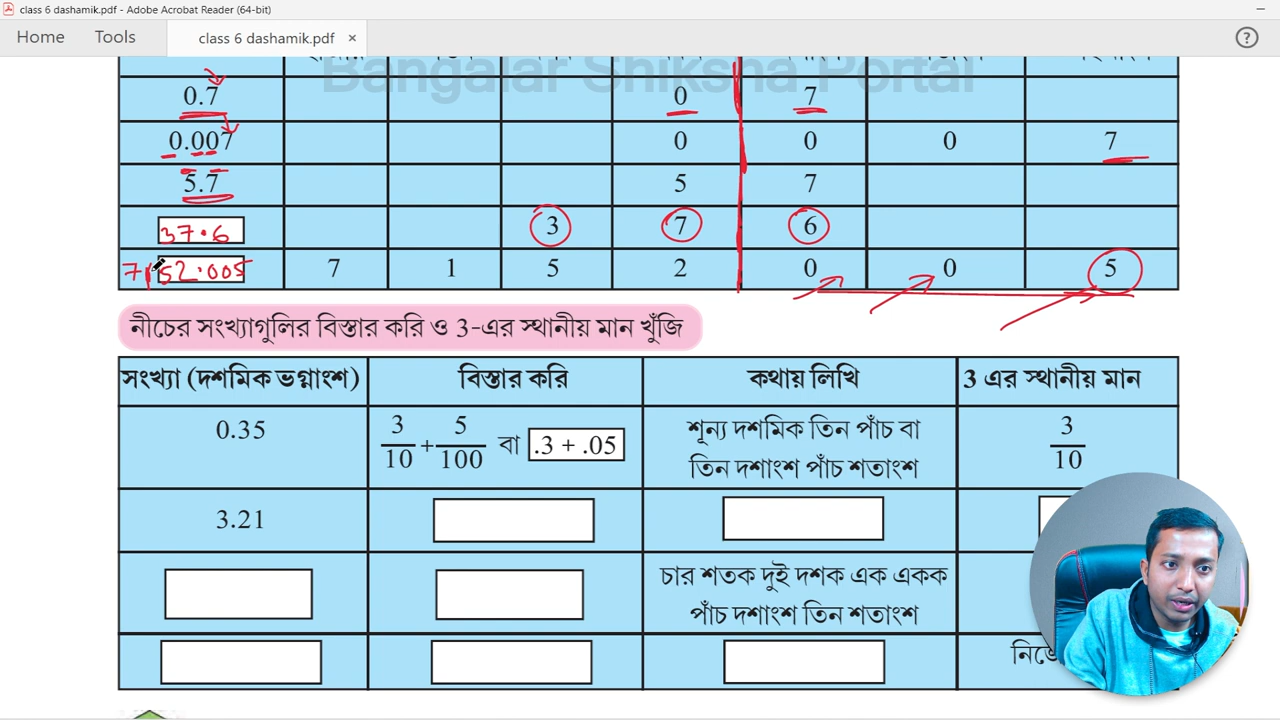 class 6 dashamik.pdf - Adobe Acrobat Reader (64-bit)
Home Tools class 6 dashamik.pdf × ?
Bangalar Shiksha Portal
0.7 0 7
0.007 0 0 0 7
5.7 5 7
37.6 3 7 6
7152.005 7 1 5 2 0 0 5
নীচের সংখ্যাগুলির বিস্তার করি ও 3-এর স্থানীয় মান খুঁজি
সংখ্যা (দশমিক ভগ্নাংশ) বিস্তার করি কথায় লিখি 3 এর স্থানীয় মান
0.35 3/10 + 5/100 বা .3 + .05 শূন্য দশমিক তিন পাঁচ বা 3/10
তিন দশাংশ পাঁচ শতাংশ
3.21
চার শতক দুই দশক এক একক
পাঁচ দশাংশ তিন শতাংশ